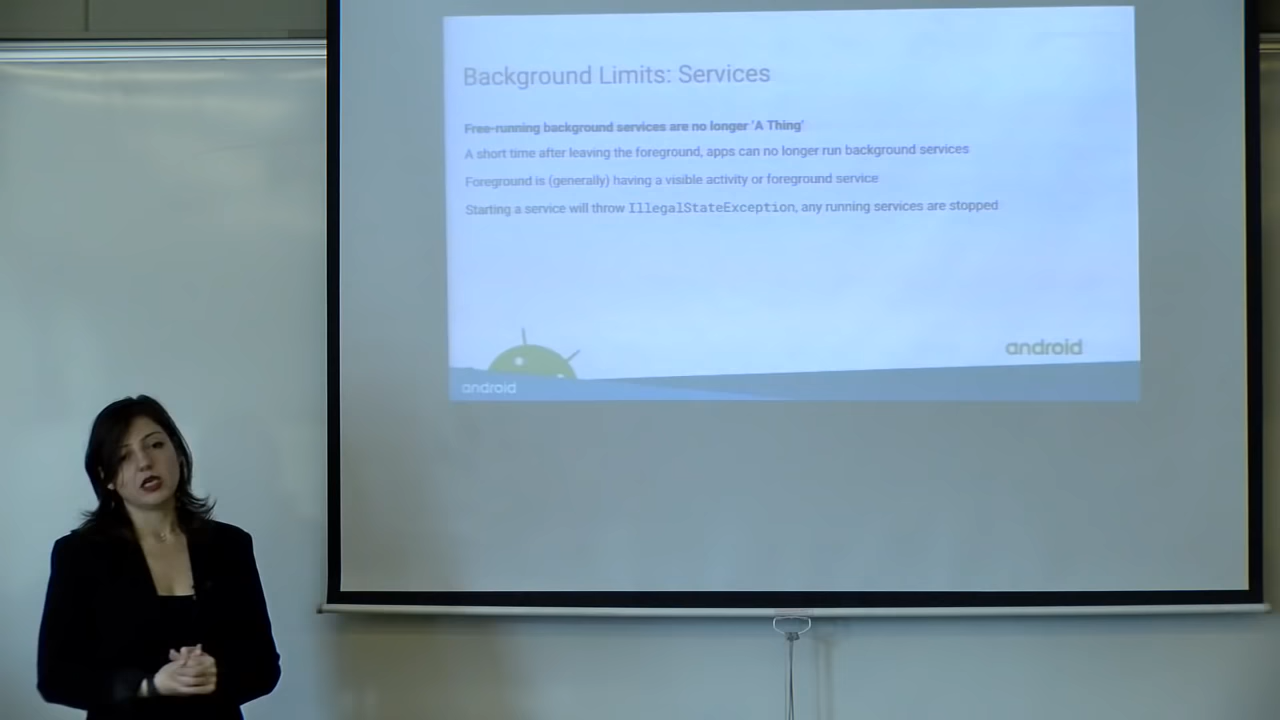 Background Limits: Services
Free-running background services are no longer 'A Thing'
A short time after leaving the foreground, apps can no longer run background services
Foreground is (generally) having a visible activity or foreground service
Starting a service will throw IllegalStateException, any running services are stopped
android
android